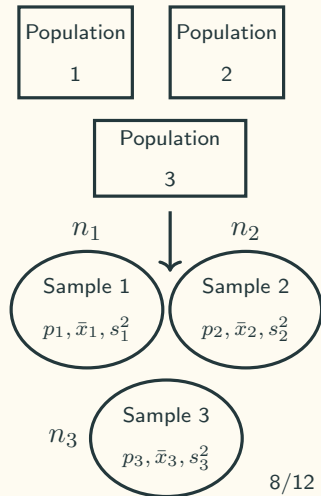 Population
1
Population
2
Population
3
n₁
n₂
Sample 1
p₁, x̄₁, s₁²
Sample 2
p₂, x̄₂, s₂²
Sample 3
p₃, x̄₃, s₃²
n₃
8/12